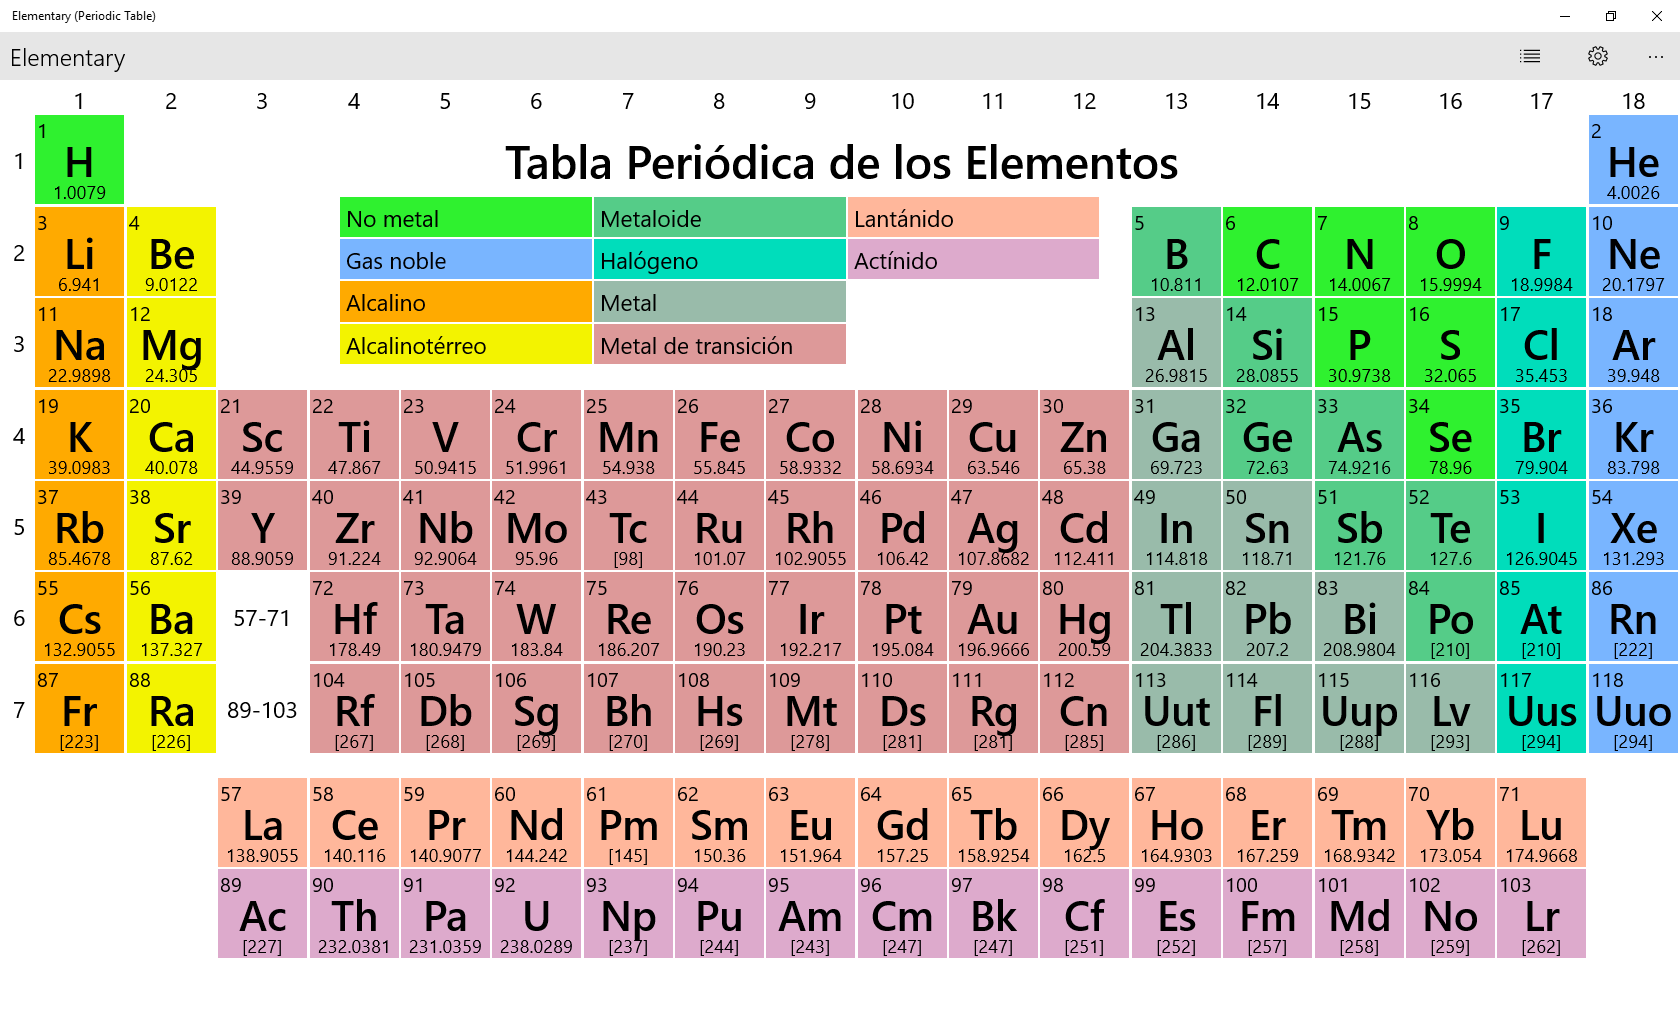 Elementary (Periodic Table)
Elementary
1 2 3 4 5 6 7 8 9 10 11 12 13 14 15 16 17 18
Tabla Periódica de los Elementos
No metal Metaloide Lantánido
Gas noble Halógeno Actínido
Alcalino Metal
Alcalinotérreo Metal de transición
1 2
1 H He
1.0079 4.0026
3 4 5 6 7 8 9 10
2 Li Be B C N O F Ne
6.941 9.0122 10.811 12.0107 14.0067 15.9994 18.9984 20.1797
11 12 13 14 15 16 17 18
3 Na Mg Al Si P S Cl Ar
22.9898 24.305 26.9815 28.0855 30.9738 32.065 35.453 39.948
19 20 21 22 23 24 25 26 27 28 29 30 31 32 33 34 35 36
4 K Ca Sc Ti V Cr Mn Fe Co Ni Cu Zn Ga Ge As Se Br Kr
39.0983 40.078 44.9559 47.867 50.9415 51.9961 54.938 55.845 58.9332 58.6934 63.546 65.38 69.723 72.63 74.9216 78.96 79.904 83.798
37 38 39 40 41 42 43 44 45 46 47 48 49 50 51 52 53 54
5 Rb Sr Y Zr Nb Mo Tc Ru Rh Pd Ag Cd In Sn Sb Te I Xe
85.4678 87.62 88.9059 91.224 92.9064 95.96 [98] 101.07 102.9055 106.42 107.8682 112.411 114.818 118.71 121.76 127.6 126.9045 131.293
55 56 72 73 74 75 76 77 78 79 80 81 82 83 84 85 86
6 Cs Ba 57-71 Hf Ta W Re Os Ir Pt Au Hg Tl Pb Bi Po At Rn
132.9055 137.327 178.49 180.9479 183.84 186.207 190.23 192.217 195.084 196.9666 200.59 204.3833 207.2 208.9804 [210] [210] [222]
87 88 104 105 106 107 108 109 110 111 112 113 114 115 116 117 118
7 Fr Ra 89-103 Rf Db Sg Bh Hs Mt Ds Rg Cn Uut Fl Uup Lv Uus Uuo
[223] [226] [267] [268] [269] [270] [269] [278] [281] [281] [285] [286] [289] [288] [293] [294] [294]
57 58 59 60 61 62 63 64 65 66 67 68 69 70 71
La Ce Pr Nd Pm Sm Eu Gd Tb Dy Ho Er Tm Yb Lu
138.9055 140.116 140.9077 144.242 [145] 150.36 151.964 157.25 158.9254 162.5 164.9303 167.259 168.9342 173.054 174.9668
89 90 91 92 93 94 95 96 97 98 99 100 101 102 103
Ac Th Pa U Np Pu Am Cm Bk Cf Es Fm Md No Lr
[227] 232.0381 231.0359 238.0289 [237] [244] [243] [247] [247] [251] [252] [257] [258] [259] [262]